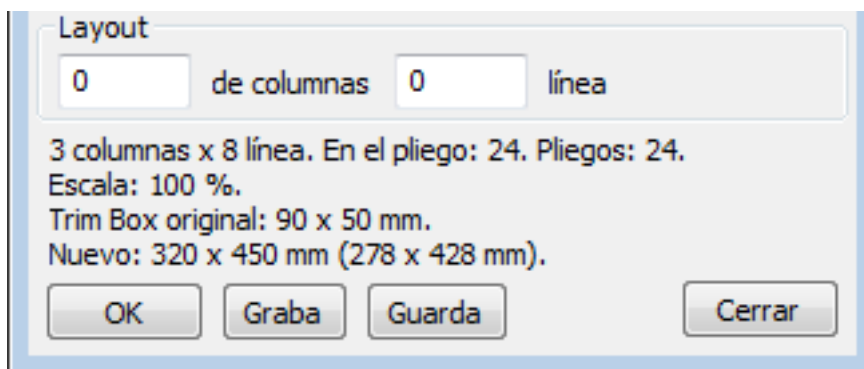 Layout
0 de columnas 0 línea
3 columnas x 8 línea. En el pliego: 24. Pliegos: 24.
Escala: 100 %.
Trim Box original: 90 x 50 mm.
Nuevo: 320 x 450 mm (278 x 428 mm).
OK Graba Guarda Cerrar